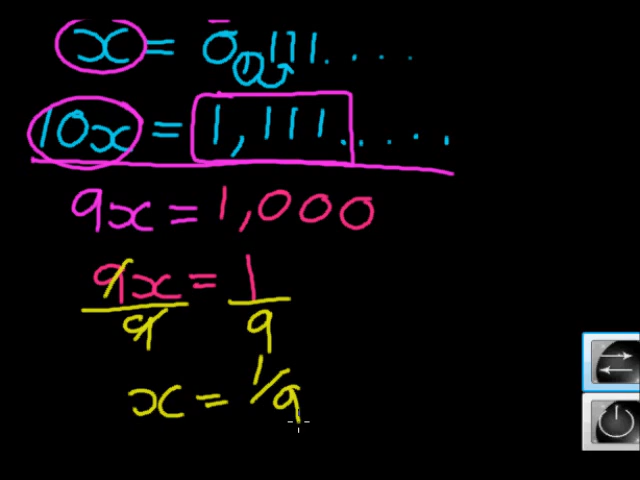 x = 0,111....
10x = 1,111.....
9x = 1,000
9x/9 = 1/9
x = 1/9